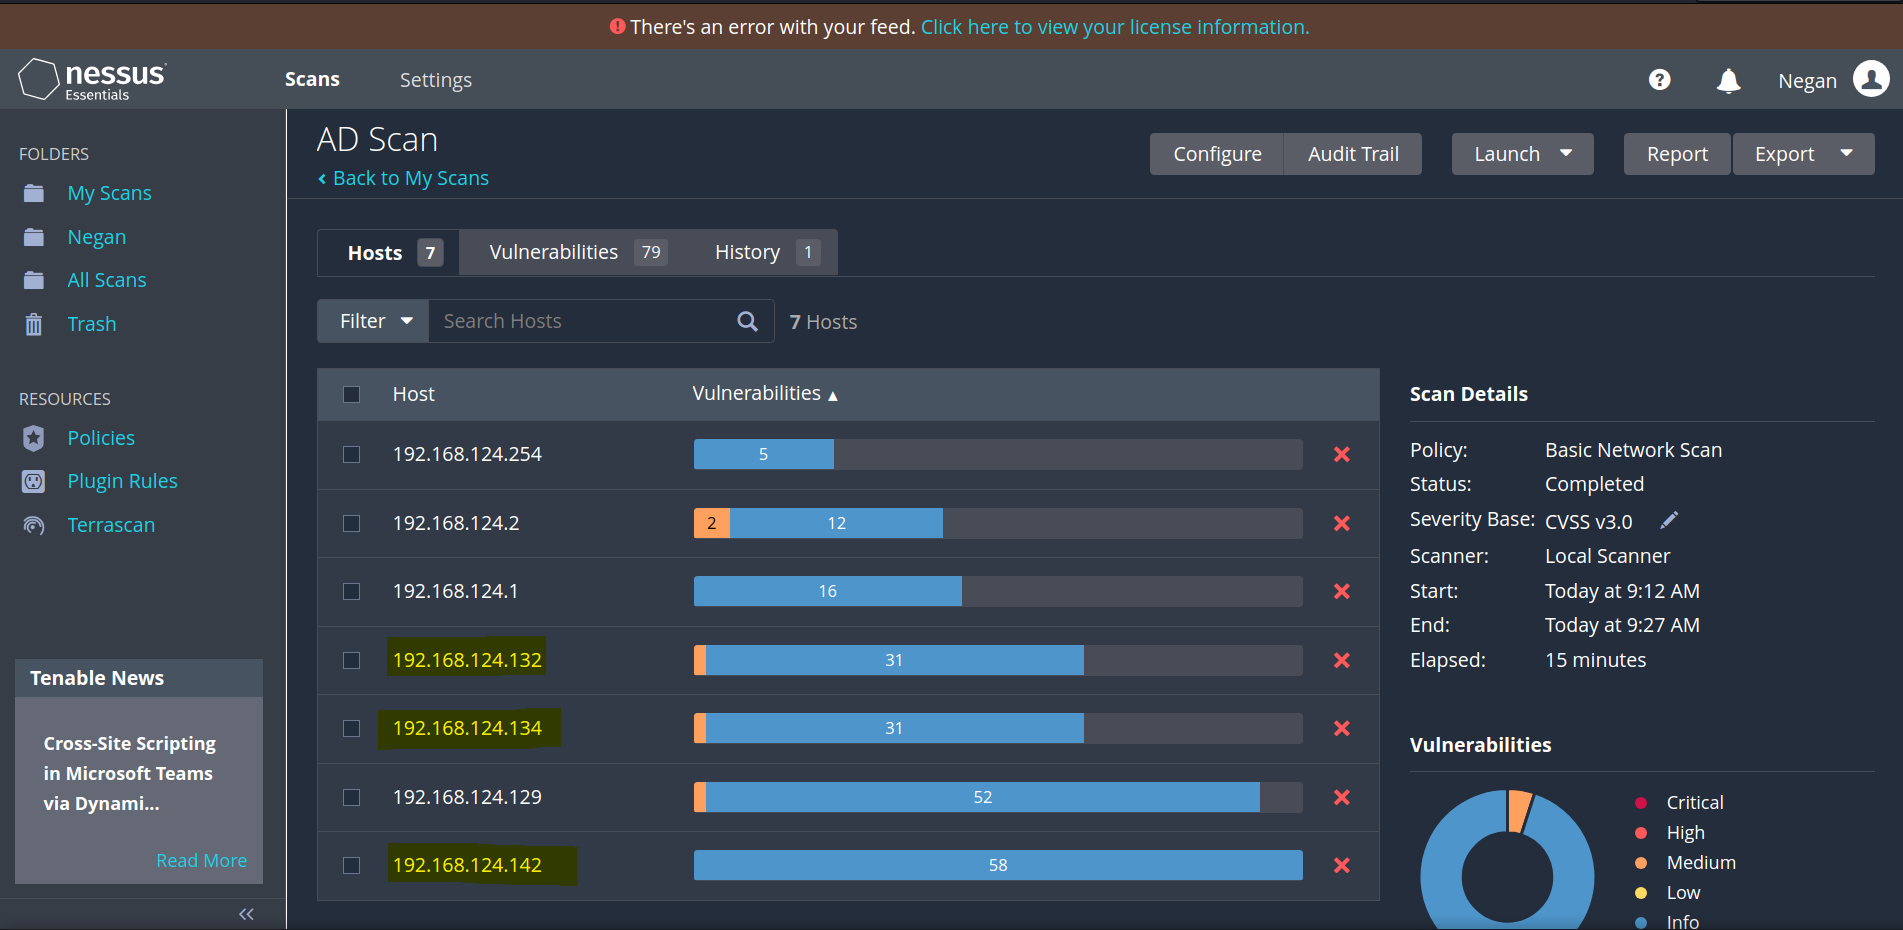 There's an error with your feed. Click here to view your license information.
nessus
Essentials
Scans
Settings
Negan
FOLDERS
My Scans
Negan
All Scans
Trash
RESOURCES
Policies
Plugin Rules
Terrascan
Tenable News
Cross-Site Scripting
in Microsoft Teams
via Dynami...
Read More
AD Scan
Back to My Scans
Configure
Audit Trail
Launch
Report
Export
Hosts 7
Vulnerabilities 79
History 1
Filter
Search Hosts
7 Hosts
Host Vulnerabilities
192.168.124.254 5
192.168.124.2 2 12
192.168.124.1 16
192.168.124.132 31
192.168.124.134 31
192.168.124.129 52
192.168.124.142 58
Scan Details
Policy: Basic Network Scan
Status: Completed
Severity Base: CVSS v3.0
Scanner: Local Scanner
Start: Today at 9:12 AM
End: Today at 9:27 AM
Elapsed: 15 minutes
Vulnerabilities
Critical
High
Medium
Low
Info